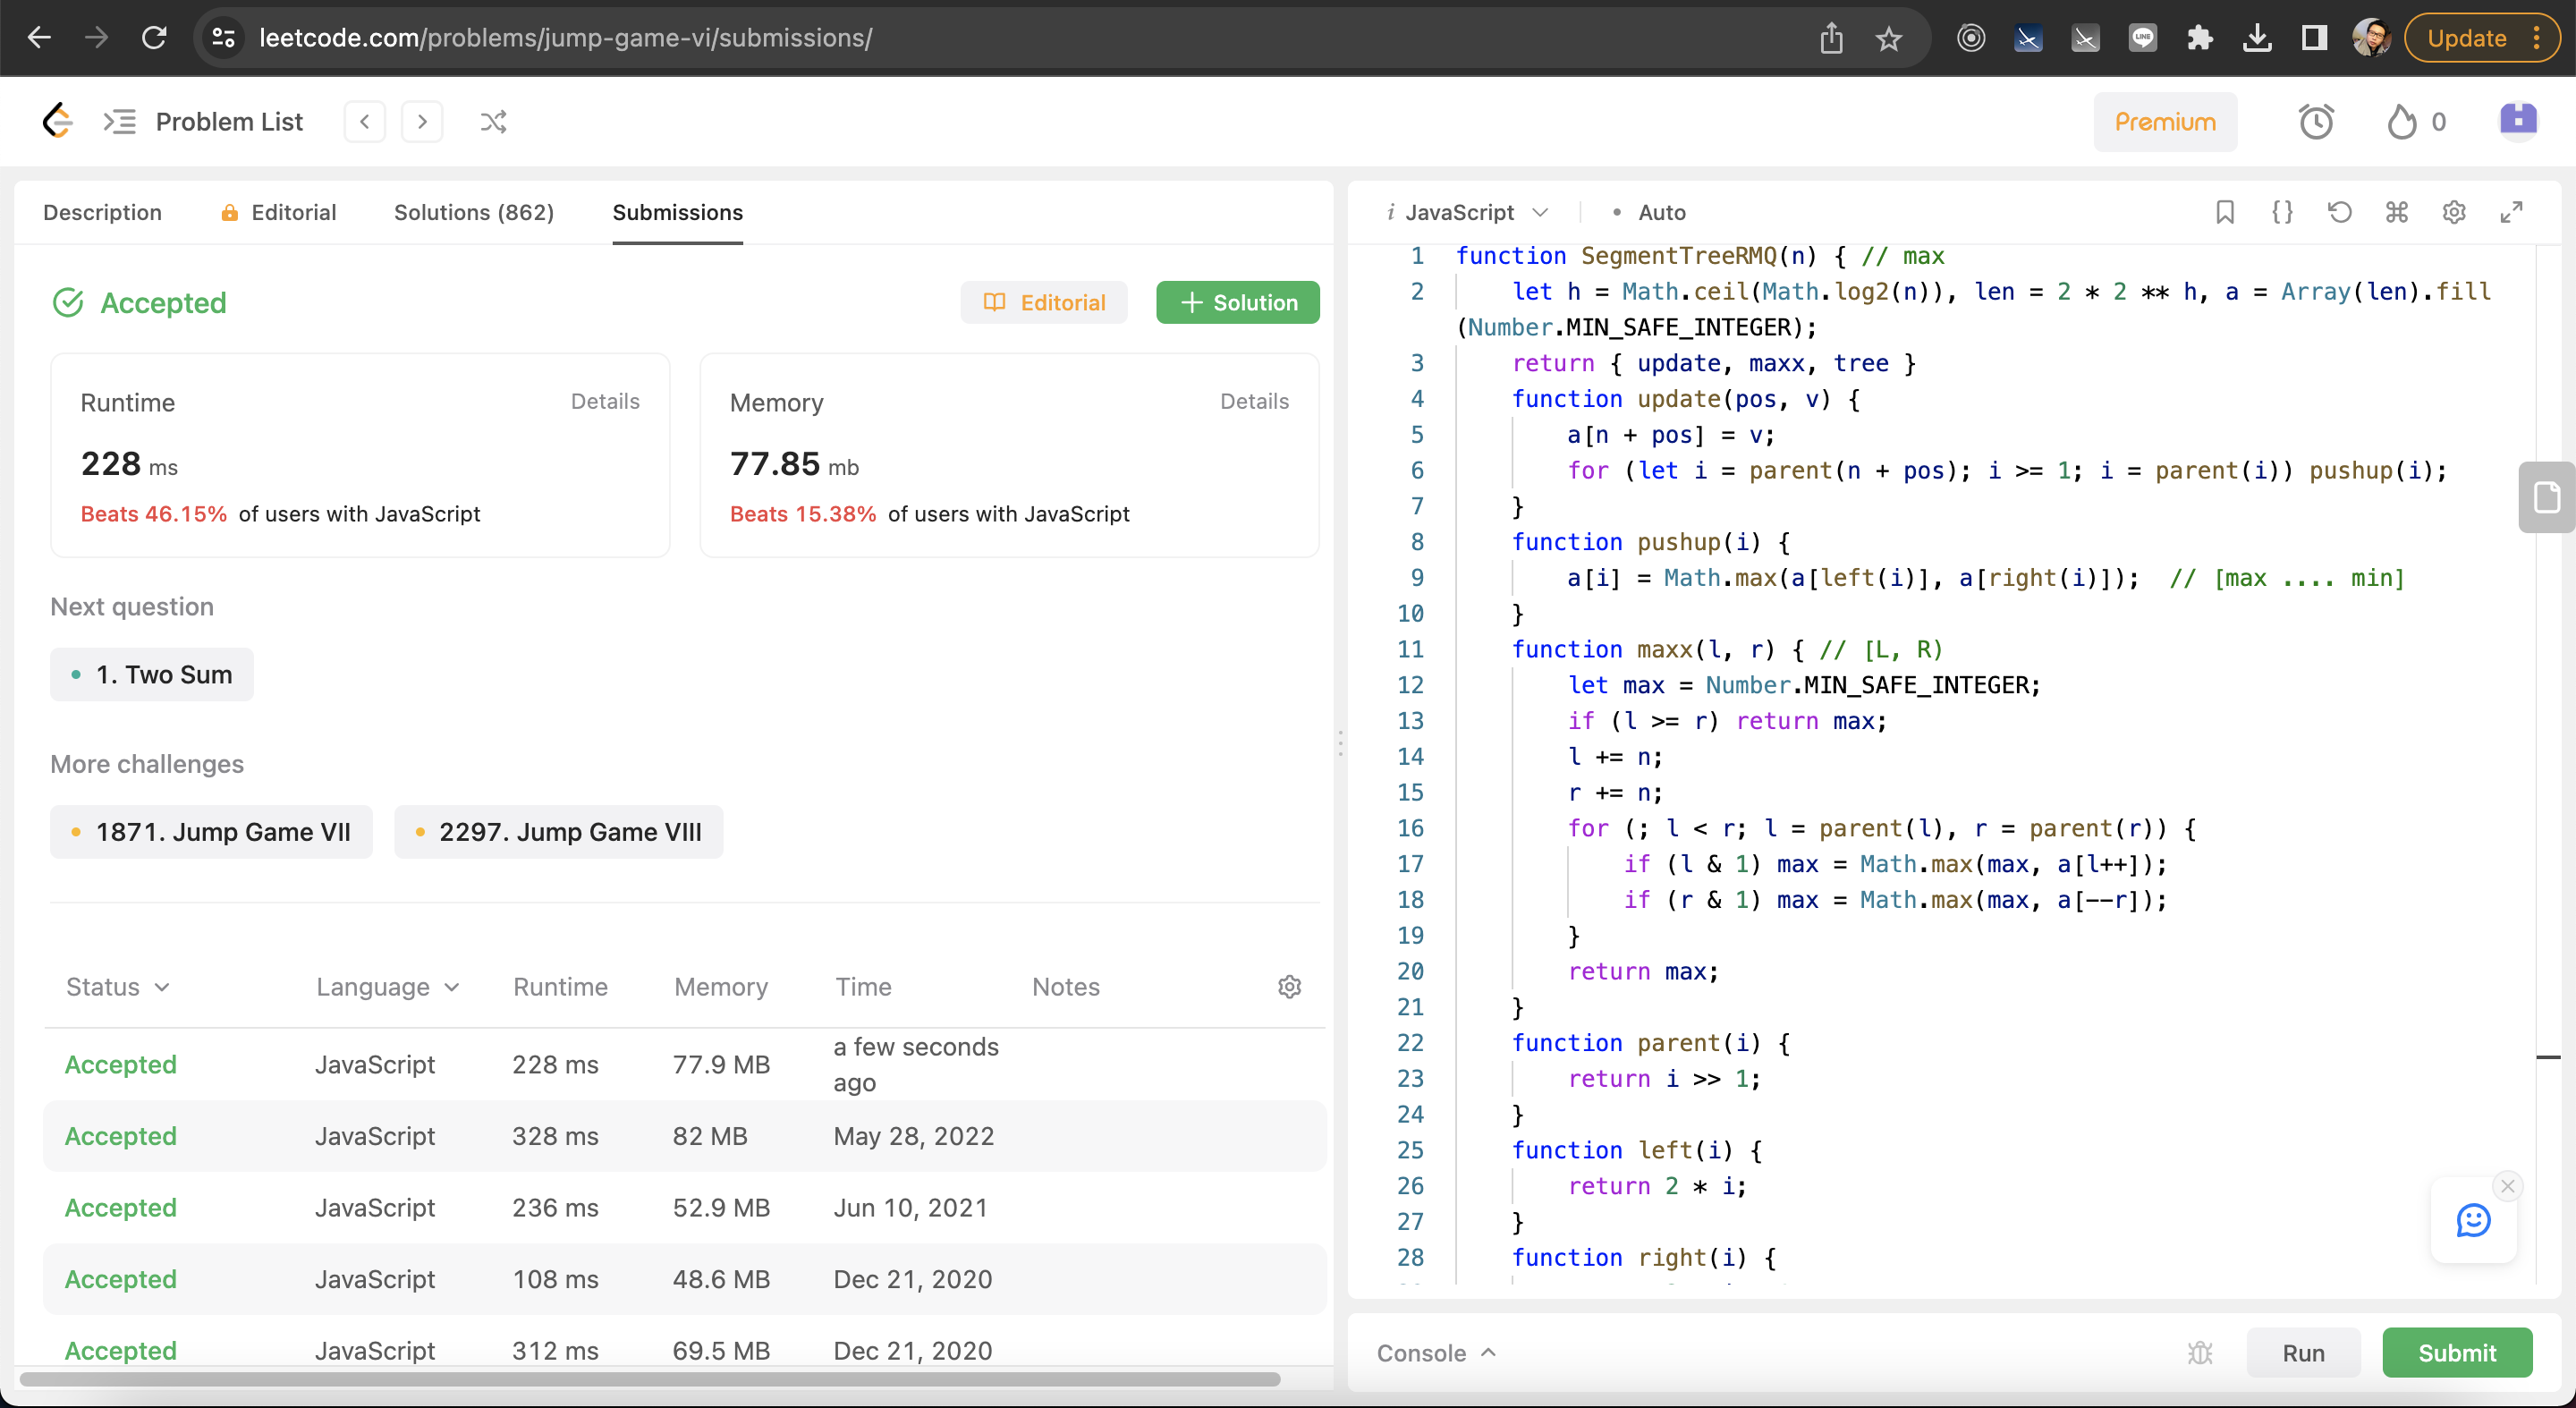 leetcode.com/problems/jump-game-vi/submissions/
LINE
Update
Problem List
Premium
0
Description
Editorial
Solutions (862)
Submissions
Accepted
Editorial
Solution
Runtime
Details
228 ms
Beats 46.15% of users with JavaScript
Memory
Details
77.85 mb
Beats 15.38% of users with JavaScript
Next question
1. Two Sum
More challenges
1871. Jump Game VII
2297. Jump Game VIII
Status Language Runtime Memory Time Notes
Accepted JavaScript 228 ms 77.9 MB a few seconds ago
Accepted JavaScript 328 ms 82 MB May 28, 2022
Accepted JavaScript 236 ms 52.9 MB Jun 10, 2021
Accepted JavaScript 108 ms 48.6 MB Dec 21, 2020
Accepted JavaScript 312 ms 69.5 MB Dec 21, 2020
i JavaScript
Auto
1 function SegmentTreeRMQ(n) { // max
2 let h = Math.ceil(Math.log2(n)), len = 2 * 2 ** h, a = Array(len).fill
(Number.MIN_SAFE_INTEGER);
3 return { update, maxx, tree }
4 function update(pos, v) {
5 a[n + pos] = v;
6 for (let i = parent(n + pos); i >= 1; i = parent(i)) pushup(i);
7 }
8 function pushup(i) {
9 a[i] = Math.max(a[left(i)], a[right(i)]); // [max .... min]
10 }
11 function maxx(l, r) { // [L, R)
12 let max = Number.MIN_SAFE_INTEGER;
13 if (l >= r) return max;
14 l += n;
15 r += n;
16 for (; l < r; l = parent(l), r = parent(r)) {
17 if (l & 1) max = Math.max(max, a[l++]);
18 if (r & 1) max = Math.max(max, a[--r]);
19 }
20 return max;
21 }
22 function parent(i) {
23 return i >> 1;
24 }
25 function left(i) {
26 return 2 * i;
27 }
28 function right(i) {
Console
Run
Submit